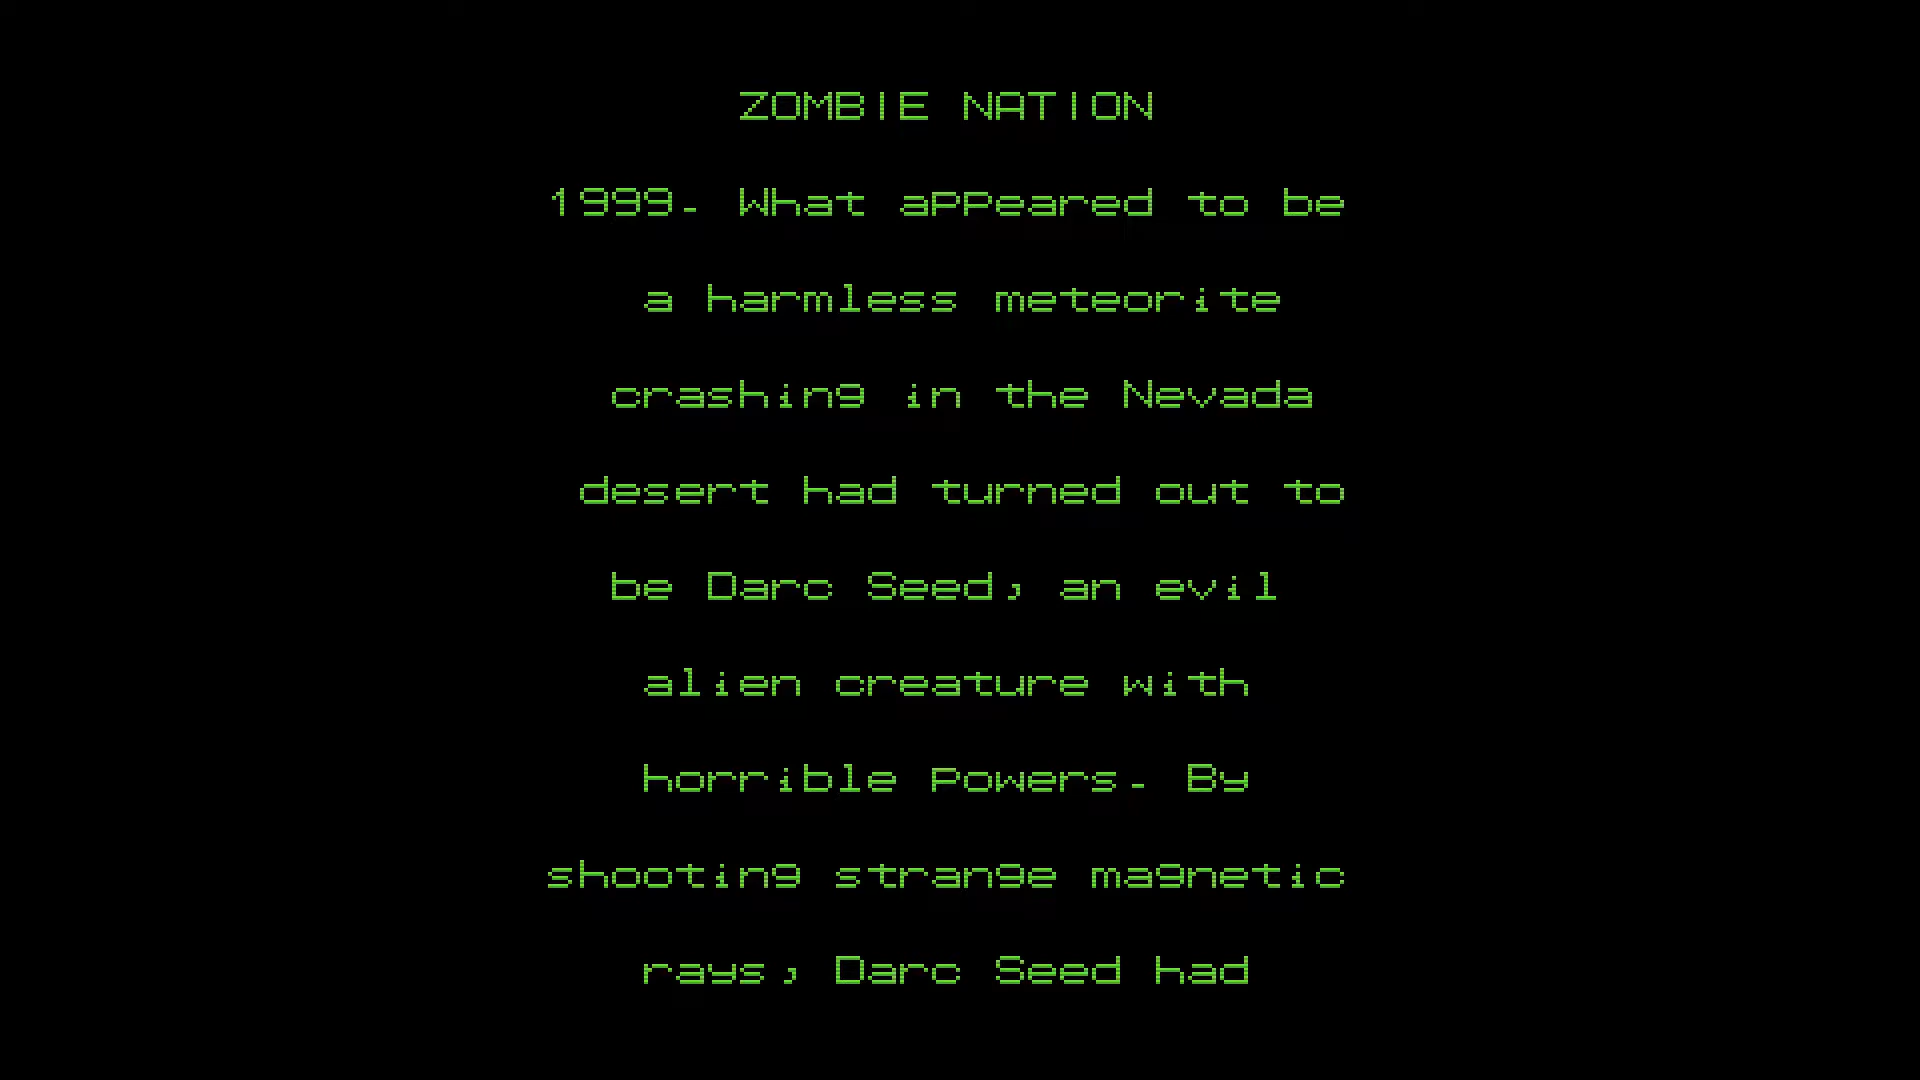 ZOMBIE NATION
1999. What appeared to be
a harmless meteorite
crashing in the Nevada
desert had turned out to
be Darc Seed, an evil
alien creature with
horrible powers. By
shooting strange magnetic
rays, Darc Seed had